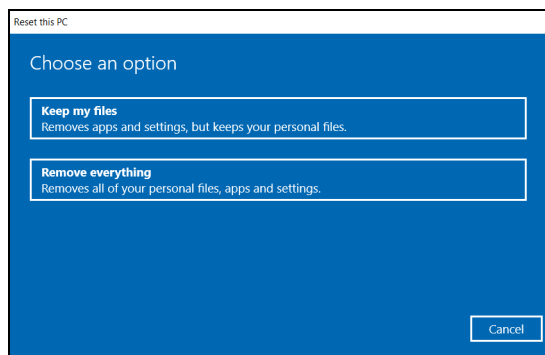 Reset this PC
Choose an option
Keep my files
Removes apps and settings, but keeps your personal files.
Remove everything
Removes all of your personal files, apps and settings.
Cancel